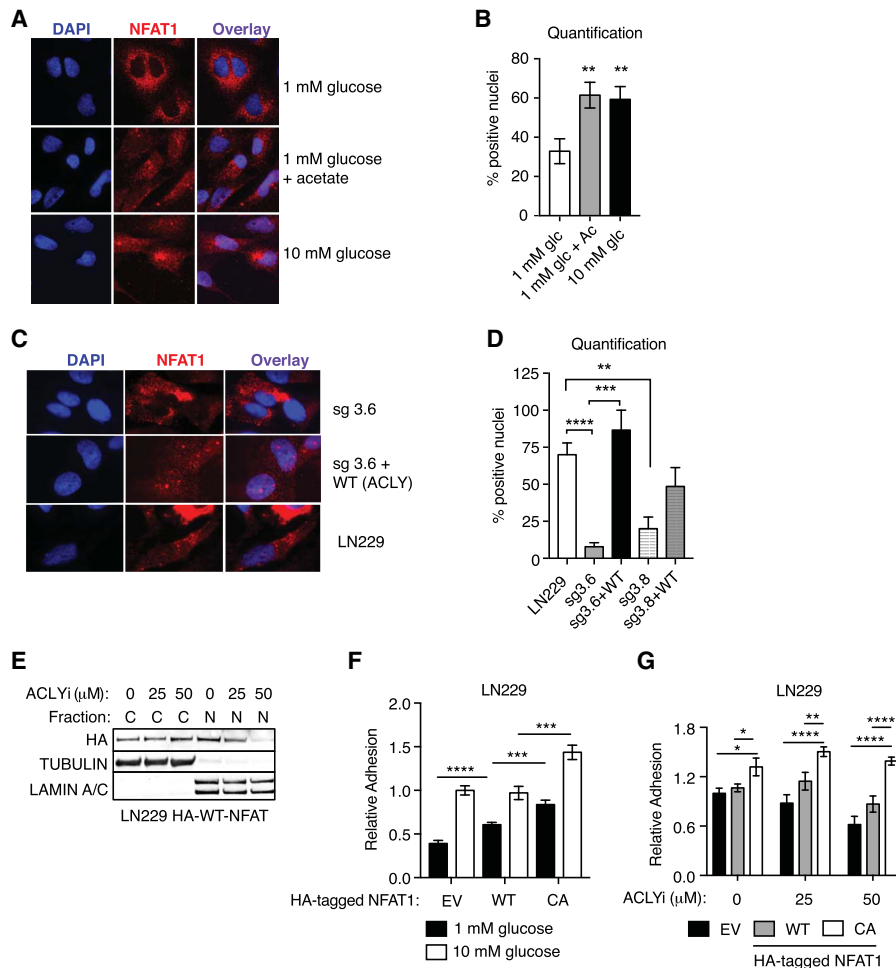 A
DAPI NFAT1 Overlay
1 mM glucose
1 mM glucose
+ acetate
10 mM glucose
B
Quantification
% positive nuclei
80
60
40
20
0
** **
1 mM glc
1 mM glc + Ac
10 mM glc
C
DAPI NFAT1 Overlay
sg 3.6
sg 3.6 +
WT (ACLY)
LN229
D
Quantification
% positive nuclei
125
100
75
50
25
0
**
***
****
LN229
sg3.6
sg3.6+WT
sg3.8
sg3.8+WT
E
ACLYi (µM): 0 25 50 0 25 50
Fraction: C C C N N N
HA
TUBULIN
LAMIN A/C
LN229 HA-WT-NFAT
F
LN229
Relative Adhesion
2.0
1.5
1.0
0.5
0.0
***
***
****
HA-tagged NFAT1: EV WT CA
1 mM glucose
10 mM glucose
G
LN229
Relative Adhesion
1.8
1.2
0.6
0.0
*
*
**
****
****
****
ACLYi (µM): 0 25 50
EV WT CA
HA-tagged NFAT1